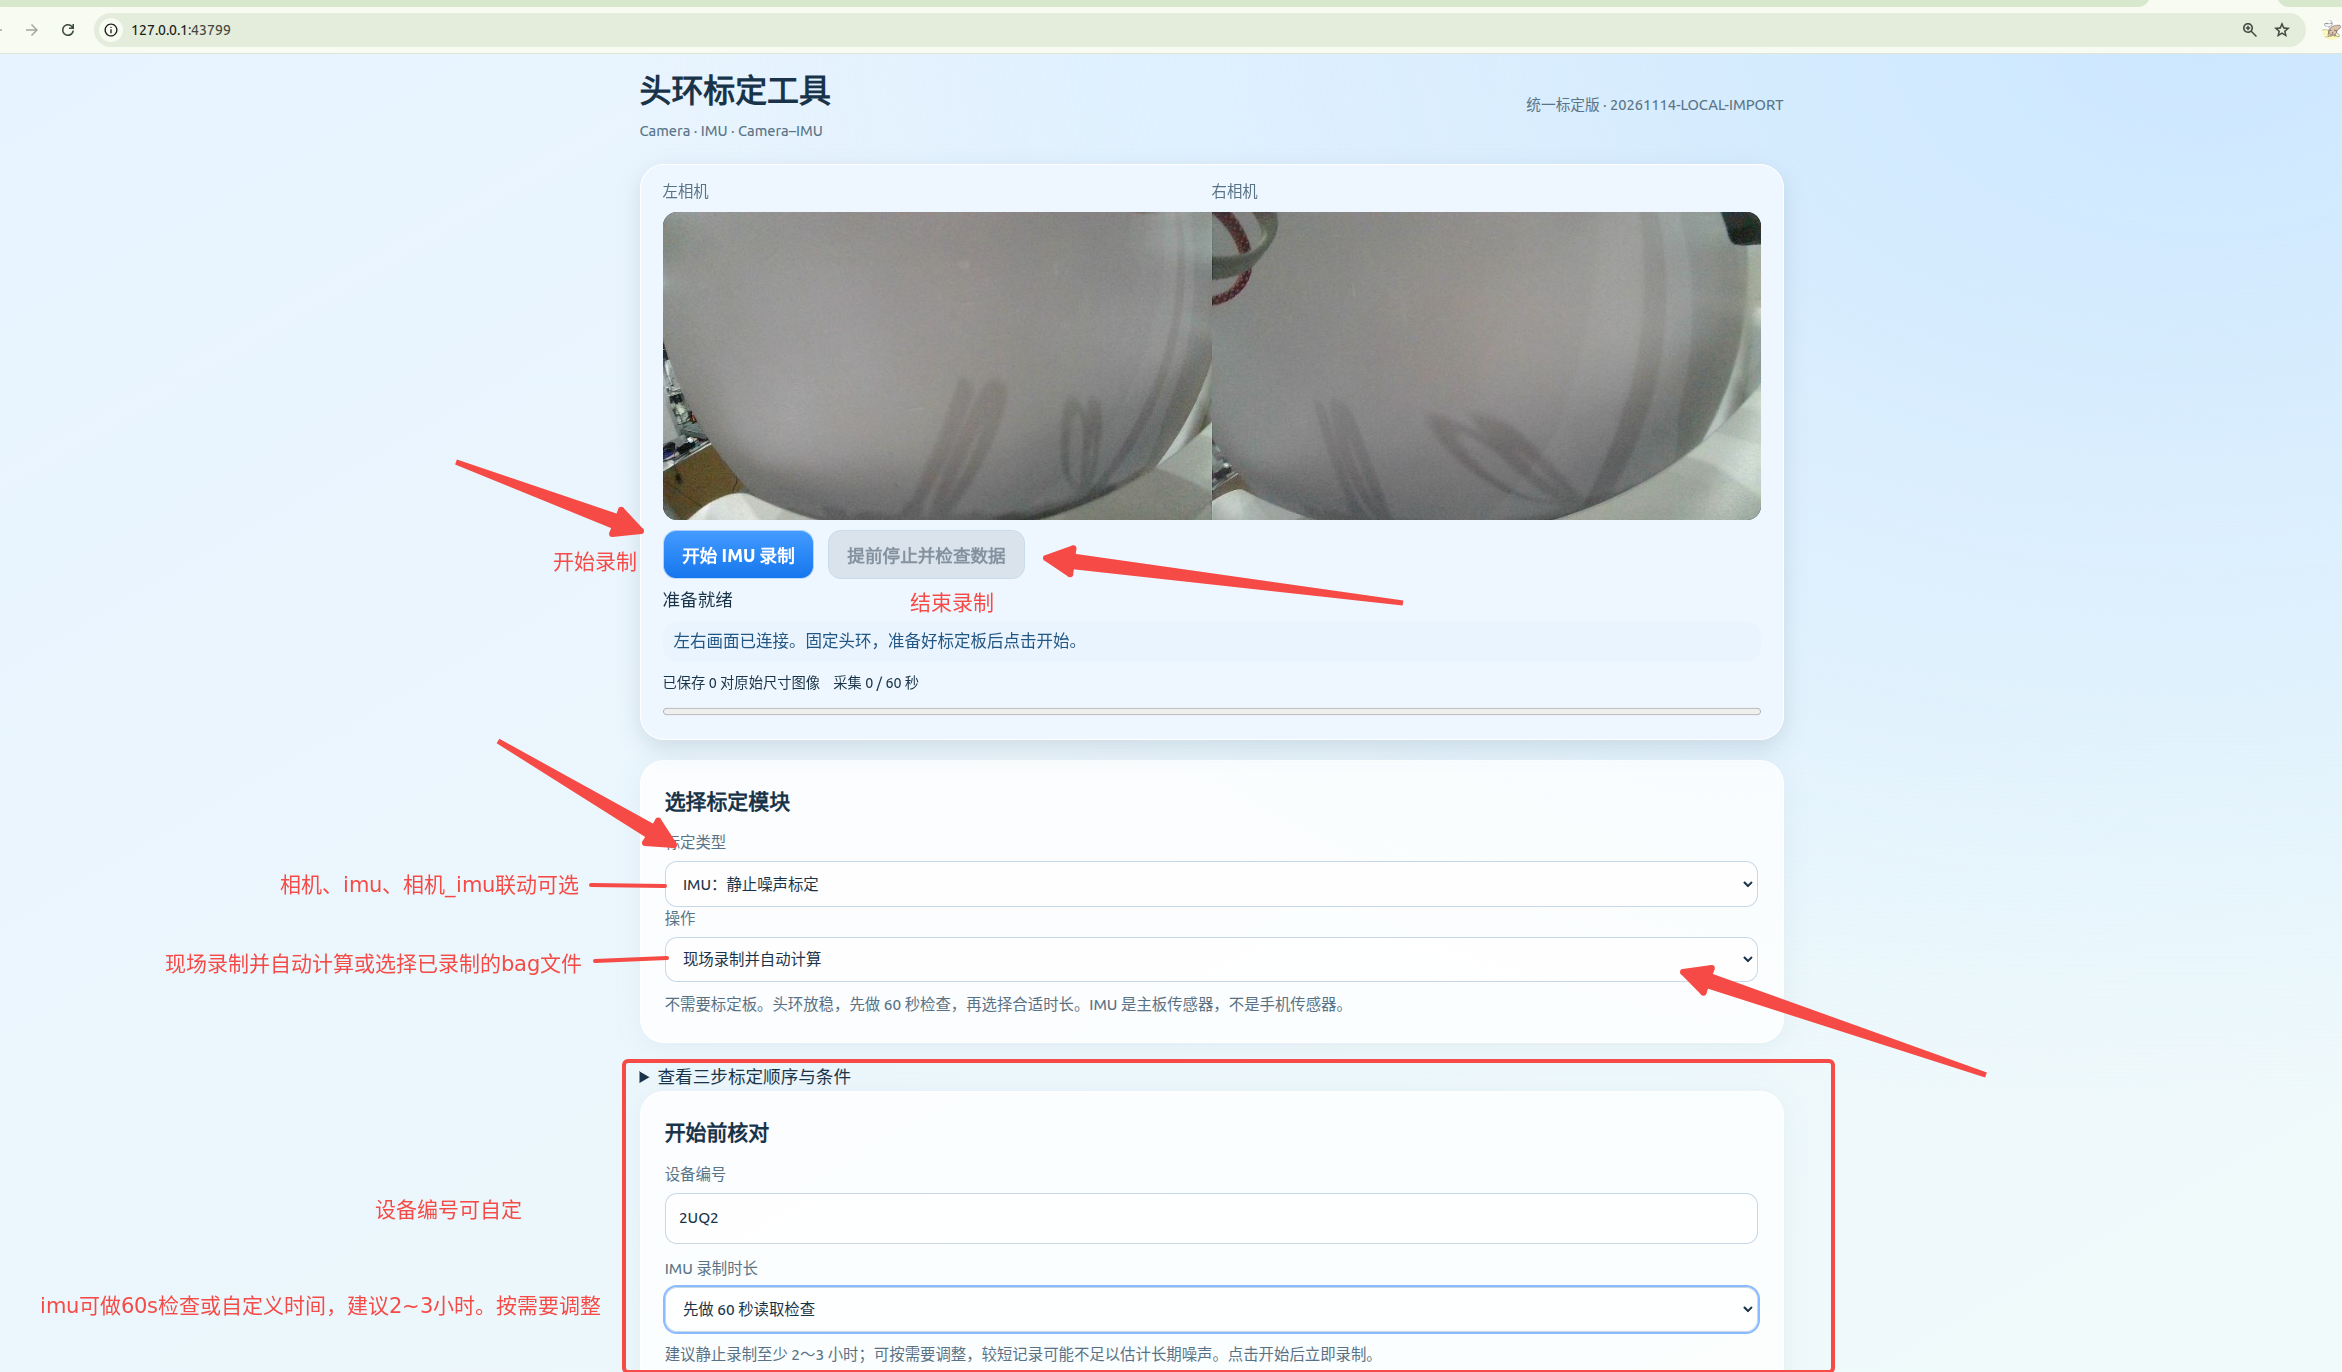 127.0.0.1:43799
头环标定工具
Camera · IMU · Camera–IMU
统一标定版 · 20261114-LOCAL-IMPORT
左相机
右相机
开始录制
开始 IMU 录制
提前停止并检查数据
准备就绪
结束录制
左右画面已连接。固定头环，准备好标定板后点击开始。
已保存 0 对原始尺寸图像 采集 0 / 60 秒
选择标定模块
标定类型
相机、imu、相机_imu联动可选
IMU：静止噪声标定
操作
现场录制并自动计算或选择已录制的bag文件
现场录制并自动计算
不需要标定板。头环放稳，先做 60 秒检查，再选择合适时长。IMU 是主板传感器，不是手机传感器。
▶ 查看三步标定顺序与条件
开始前核对
设备编号
设备编号可自定
2UQ2
IMU 录制时长
imu可做60s检查或自定义时间，建议2~3小时。按需要调整
先做 60 秒读取检查
建议静止录制至少 2～3 小时；可按需要调整，较短记录可能不足以估计长期噪声。点击开始后立即录制。